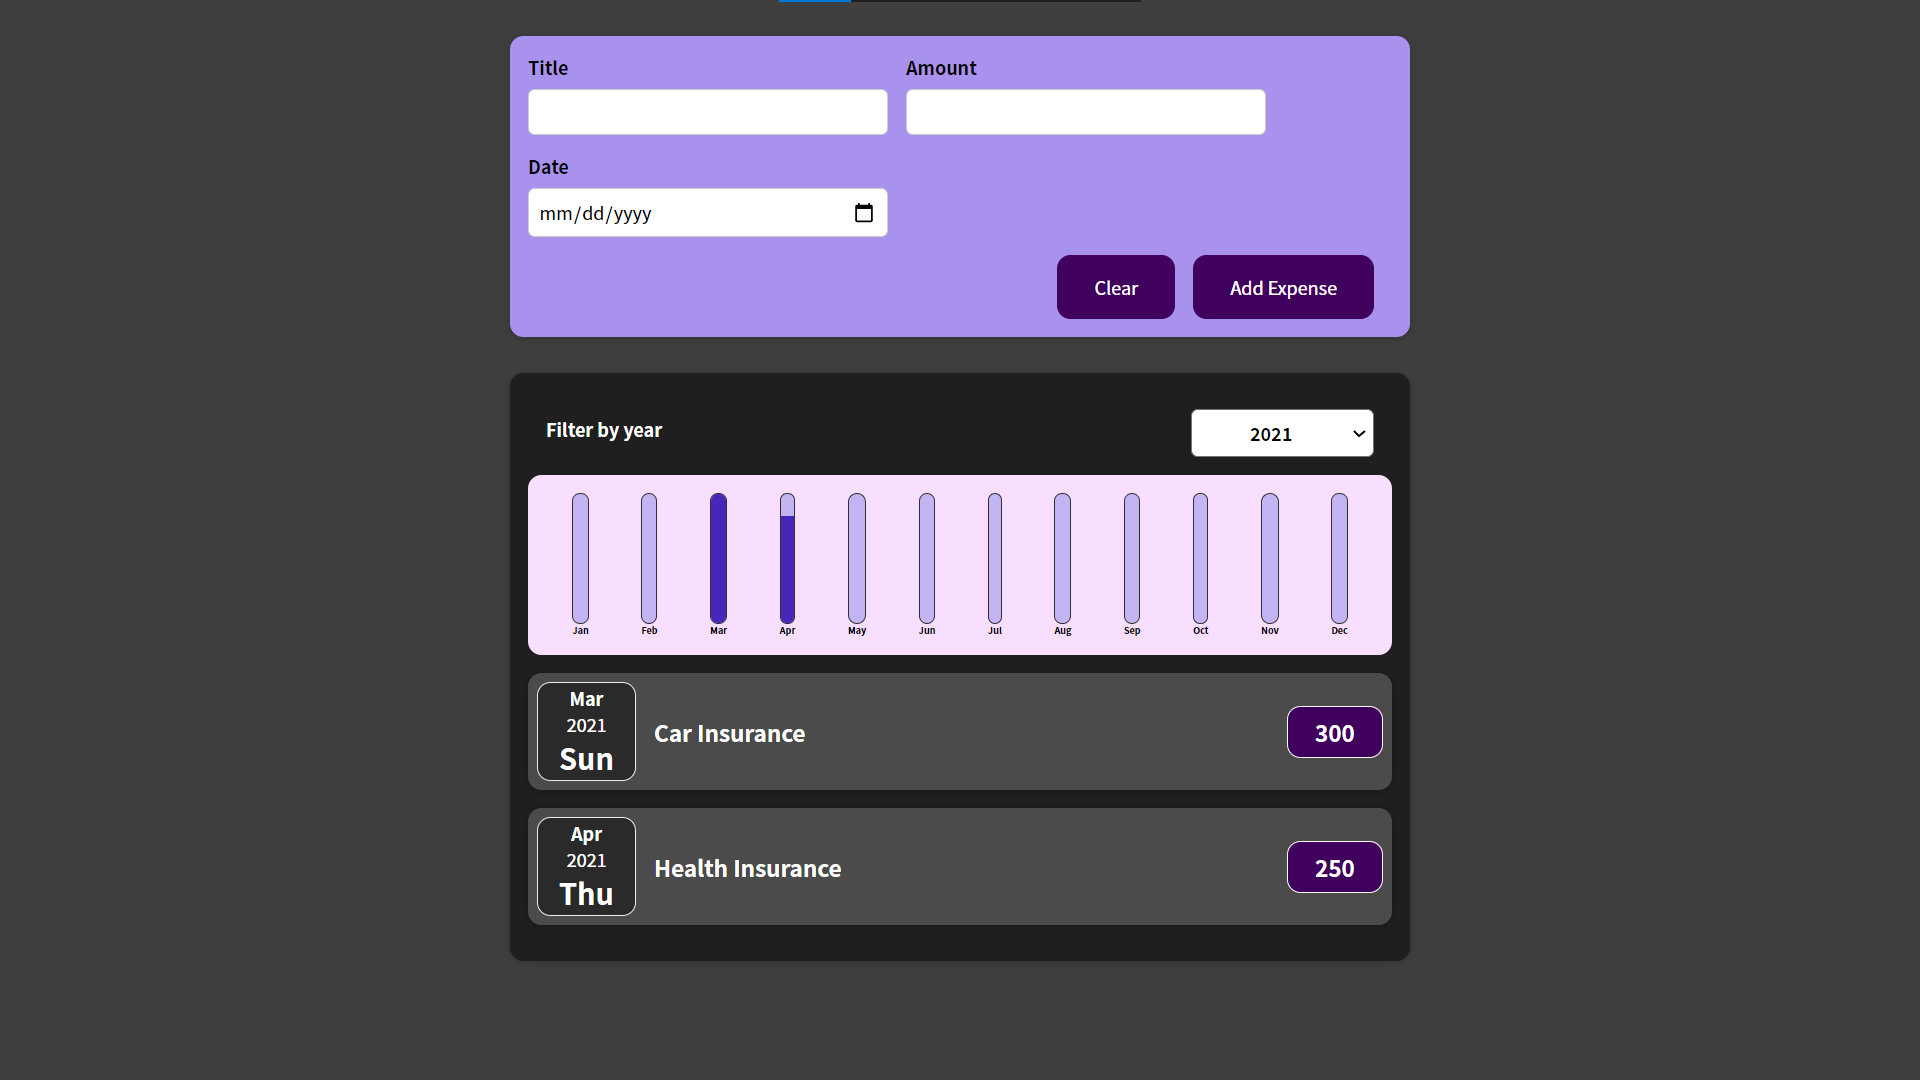 Title
Amount
Date
mm/dd/yyyy
Clear
Add Expense
Filter by year
2021
Jan
Feb
Mar
Apr
May
Jun
Jul
Aug
Sep
Oct
Nov
Dec
Mar
2021
Sun
Car Insurance
300
Apr
2021
Thu
Health Insurance
250